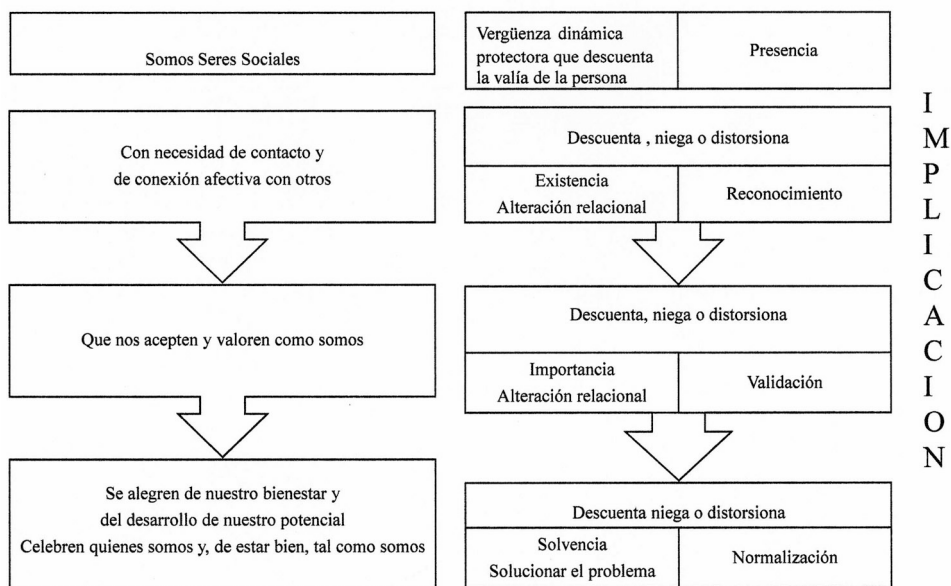 Somos Seres Sociales
Con necesidad de contacto y
de conexión afectiva con otros
Que nos acepten y valoren como somos
Se alegren de nuestro bienestar y
del desarrollo de nuestro potencial
Celebren quienes somos y, de estar bien, tal como somos
Vergüenza dinámica
protectora que descuenta
la valía de la persona
Presencia
Descuenta , niega o distorsiona
Existencia
Alteración relacional
Reconocimiento
Descuenta, niega o distorsiona
Importancia
Alteración relacional
Validación
Descuenta niega o distorsiona
Solvencia
Solucionar el problema
Normalización
IMPLICACION